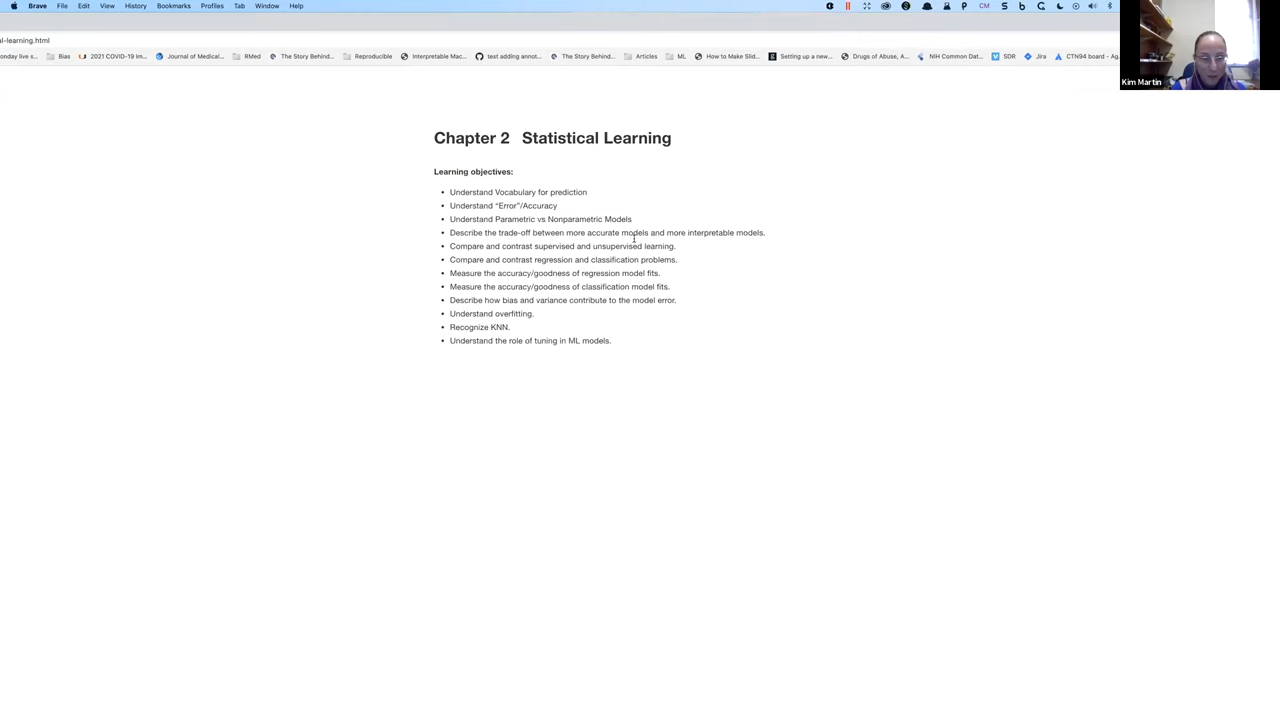 Brave File Edit View History Bookmarks Profiles Tab Window Help
CM
al-learning.html
onday live s... Bias 2021 COVID-19 Im... Journal of Medical... RMed The Story Behind... Reproducible Interpretable Mac... test adding annot... The Story Behind... Articles ML How to Make Slid... Setting up a new... Drugs of Abuse, A... NIH Common Dat... SDR Jira CTN94 board - Ag
Kim Martin
Chapter 2 Statistical Learning
Learning objectives:
• Understand Vocabulary for prediction
• Understand “Error”/Accuracy
• Understand Parametric vs Nonparametric Models
• Describe the trade-off between more accurate models and more interpretable models.
• Compare and contrast supervised and unsupervised learning.
• Compare and contrast regression and classification problems.
• Measure the accuracy/goodness of regression model fits.
• Measure the accuracy/goodness of classification model fits.
• Describe how bias and variance contribute to the model error.
• Understand overfitting.
• Recognize KNN.
• Understand the role of tuning in ML models.